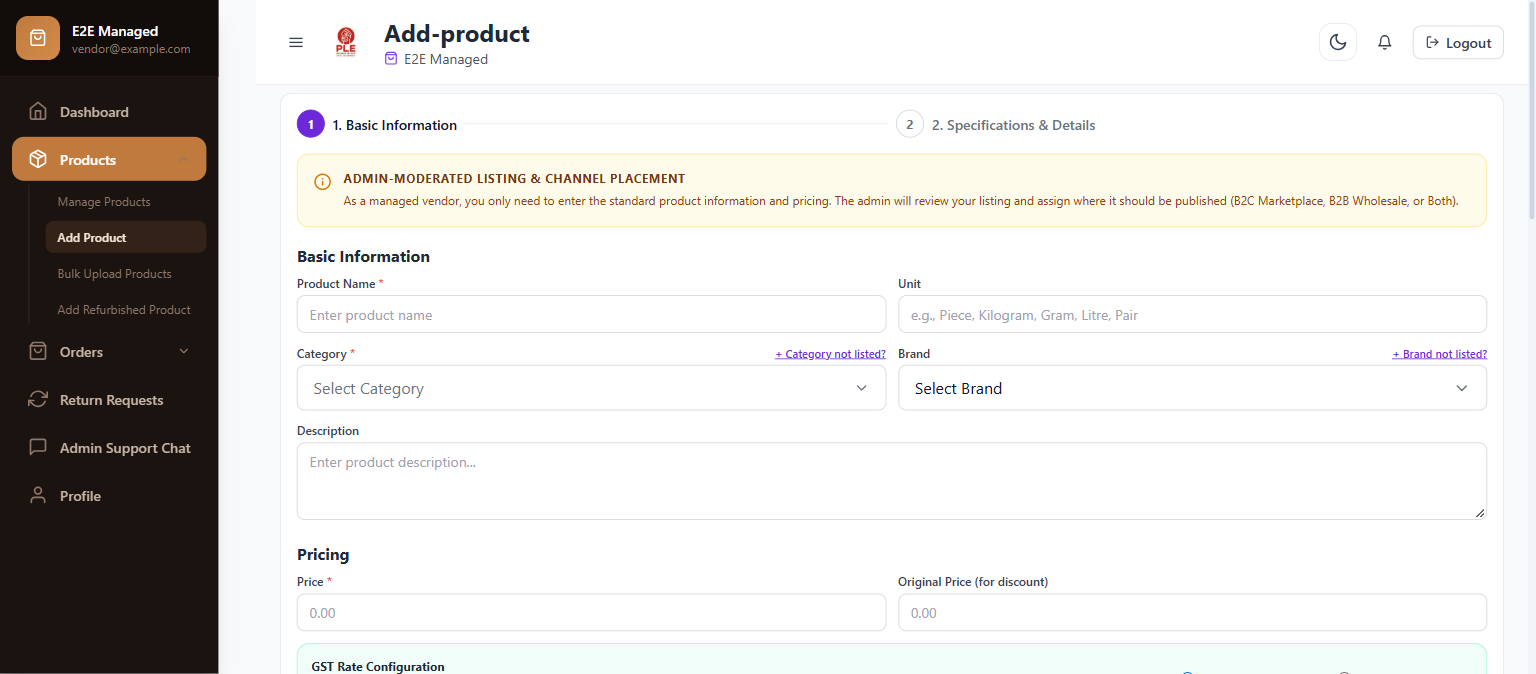 E2E Managed
vendor@example.com
Dashboard
Products
Manage Products
Add Product
Bulk Upload Products
Add Refurbished Product
Orders
Return Requests
Admin Support Chat
Profile
PLE
Add-product
E2E Managed
Logout
1 1. Basic Information
2 2. Specifications & Details
ADMIN-MODERATED LISTING & CHANNEL PLACEMENT
As a managed vendor, you only need to enter the standard product information and pricing. The admin will review your listing and assign where it should be published (B2C Marketplace, B2B Wholesale, or Both).
Basic Information
Product Name * Unit
Enter product name e.g., Piece, Kilogram, Gram, Litre, Pair
Category * + Category not listed? Brand + Brand not listed?
Select Category Select Brand
Description
Enter product description...
Pricing
Price * Original Price (for discount)
0.00 0.00
GST Rate Configuration